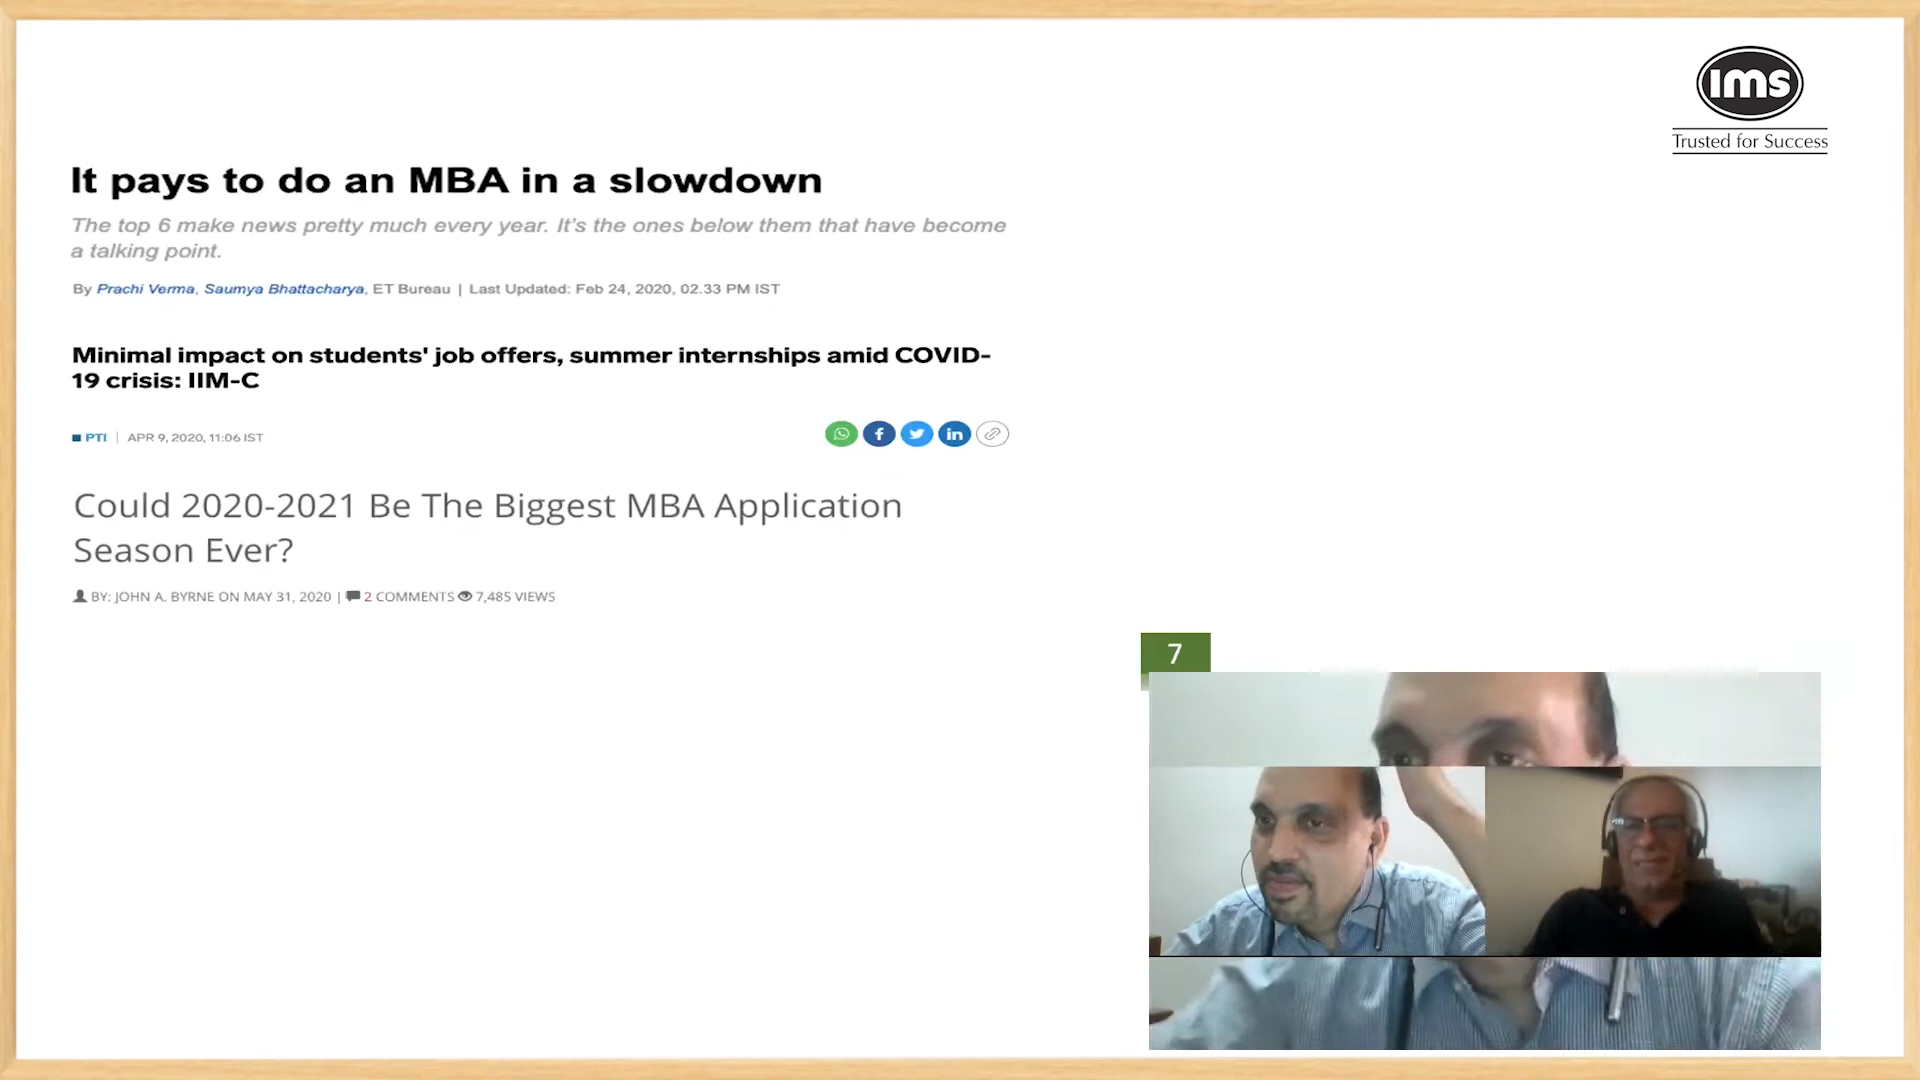 ims
Trusted for Success
It pays to do an MBA in a slowdown
The top 6 make news pretty much every year. It's the ones below them that have become
a talking point.
By Prachi Verma, Saumya Bhattacharya, ET Bureau | Last Updated: Feb 24, 2020, 02.33 PM IST
Minimal impact on students' job offers, summer internships amid COVID-
19 crisis: IIM-C
PTI | APR 9, 2020, 11:06 IST
Could 2020-2021 Be The Biggest MBA Application
Season Ever?
BY: JOHN A. BYRNE ON MAY 31, 2020 | 2 COMMENTS 7,485 VIEWS
7